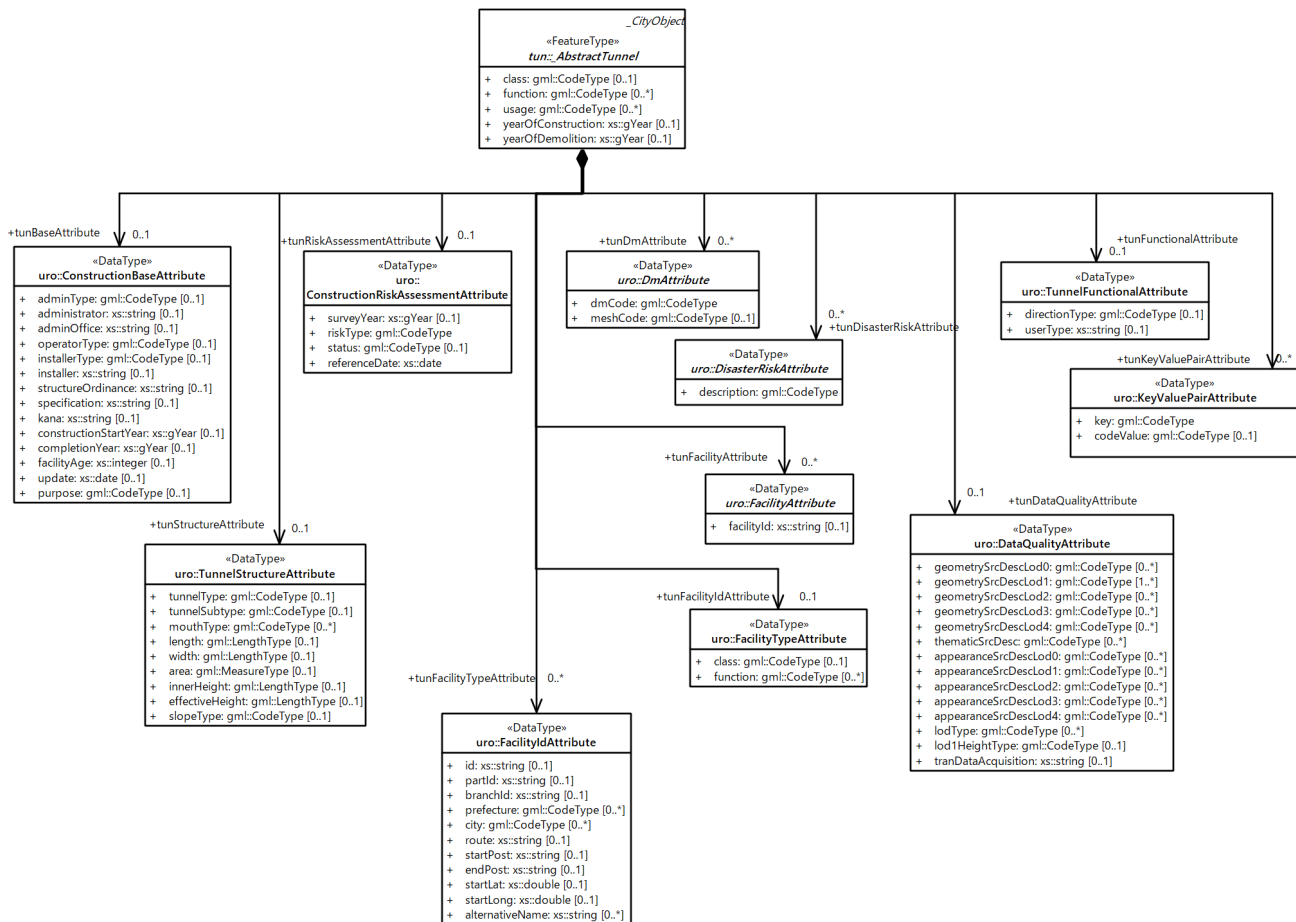 _CityObject
«FeatureType»
tun::_AbstractTunnel
+ class: gml::CodeType [0..1]
+ function: gml::CodeType [0..*]
+ usage: gml::CodeType [0..*]
+ yearOfConstruction: xs::gYear [0..1]
+ yearOfDemolition: xs::gYear [0..1]
+tunBaseAttribute
0..1
«DataType»
uro::ConstructionBaseAttribute
+ adminType: gml::CodeType [0..1]
+ administrator: xs::string [0..1]
+ adminOffice: xs::string [0..1]
+ operatorType: gml::CodeType [0..1]
+ installerType: gml::CodeType [0..1]
+ installer: xs::string [0..1]
+ structureOrdinance: xs::string [0..1]
+ specification: xs::string [0..1]
+ kana: xs::string [0..1]
+ constructionStartYear: xs::gYear [0..1]
+ completionYear: xs::gYear [0..1]
+ facilityAge: xs::integer [0..1]
+ update: xs::date [0..1]
+ purpose: gml::CodeType [0..1]
+tunRiskAssessmentAttribute
0..1
«DataType»
uro::
ConstructionRiskAssessmentAttribute
+ surveyYear: xs::gYear [0..1]
+ riskType: gml::CodeType
+ status: gml::CodeType [0..1]
+ referenceDate: xs::date
+tunDmAttribute
0..*
«DataType»
uro::DmAttribute
+ dmCode: gml::CodeType
+ meshCode: gml::CodeType [0..1]
0..*
+tunDisasterRiskAttribute
«DataType»
uro::DisasterRiskAttribute
+ description: gml::CodeType
+tunFunctionalAttribute
0..1
«DataType»
uro::TunnelFunctionalAttribute
+ directionType: gml::CodeType [0..1]
+ userType: xs::string [0..1]
+tunKeyValuePairAttribute
0..*
«DataType»
uro::KeyValuePairAttribute
+ key: gml::CodeType
+ codeValue: gml::CodeType [0..1]
+tunFacilityAttribute
0..*
«DataType»
uro::FacilityAttribute
+ facilityId: xs::string [0..1]
0..1
+tunDataQualityAttribute
«DataType»
uro::DataQualityAttribute
+ geometrySrcDescLod0: gml::CodeType [0..*]
+ geometrySrcDescLod1: gml::CodeType [1..*]
+ geometrySrcDescLod2: gml::CodeType [0..*]
+ geometrySrcDescLod3: gml::CodeType [0..*]
+ geometrySrcDescLod4: gml::CodeType [0..*]
+ thematicSrcDesc: gml::CodeType [0..*]
+ appearanceSrcDescLod0: gml::CodeType [0..*]
+ appearanceSrcDescLod1: gml::CodeType [0..*]
+ appearanceSrcDescLod2: gml::CodeType [0..*]
+ appearanceSrcDescLod3: gml::CodeType [0..*]
+ appearanceSrcDescLod4: gml::CodeType [0..*]
+ lodType: gml::CodeType [0..*]
+ lod1HeightType: gml::CodeType [0..1]
+ tranDataAcquisition: xs::string [0..1]
+tunStructureAttribute
0..1
«DataType»
uro::TunnelStructureAttribute
+ tunnelType: gml::CodeType [0..1]
+ tunnelSubtype: gml::CodeType [0..1]
+ mouthType: gml::CodeType [0..*]
+ length: gml::LengthType [0..1]
+ width: gml::LengthType [0..1]
+ area: gml::MeasureType [0..1]
+ innerHeight: gml::LengthType [0..1]
+ effectiveHeight: gml::LengthType [0..1]
+ slopeType: gml::CodeType [0..1]
+tunFacilityIdAttribute
0..1
«DataType»
uro::FacilityTypeAttribute
+ class: gml::CodeType [0..1]
+ function: gml::CodeType [0..*]
+tunFacilityTypeAttribute
0..*
«DataType»
uro::FacilityIdAttribute
+ id: xs::string [0..1]
+ partId: xs::string [0..1]
+ branchId: xs::string [0..1]
+ prefecture: gml::CodeType [0..*]
+ city: gml::CodeType [0..*]
+ route: xs::string [0..1]
+ startPost: xs::string [0..1]
+ endPost: xs::string [0..1]
+ startLat: xs::double [0..1]
+ startLong: xs::double [0..1]
+ alternativeName: xs::string [0..*]